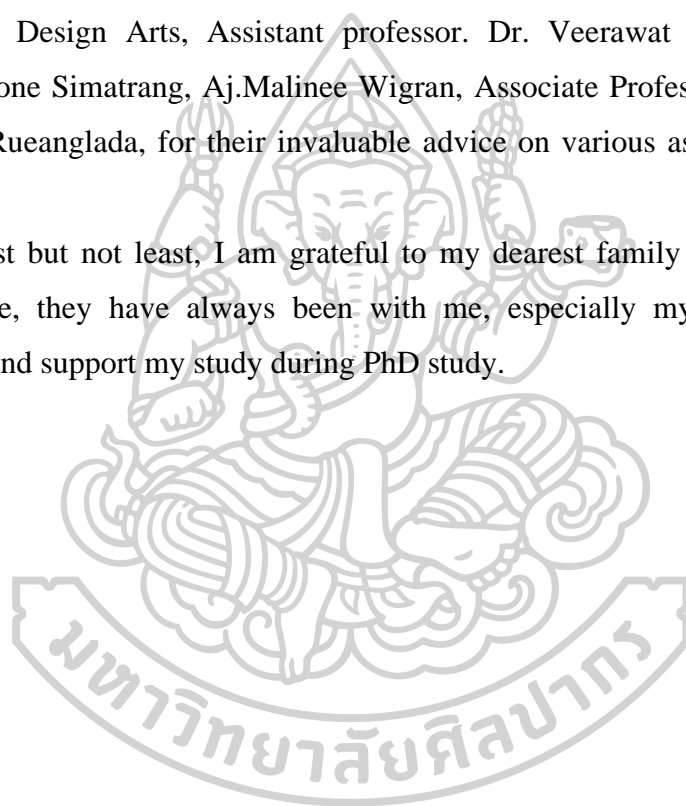 Design Arts, Assistant professor. Dr. Veerawat
one Simatrang, Aj.Malinee Wigran, Associate Profes
Rueanglada, for their invaluable advice on various as
st but not least, I am grateful to my dearest family
e, they have always been with me, especially my
nd support my study during PhD study.
มหาวิทยาลัยศิลปากร